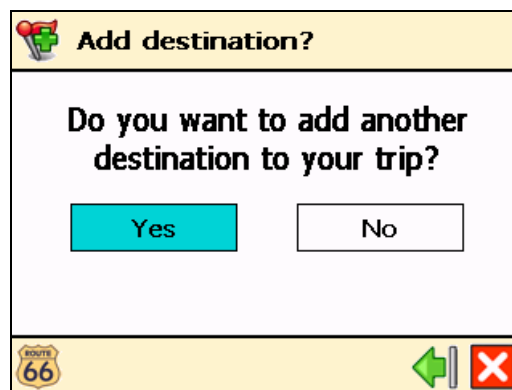 Add destination?
Do you want to add another
destination to your trip?
Yes
No
ROUTE
66